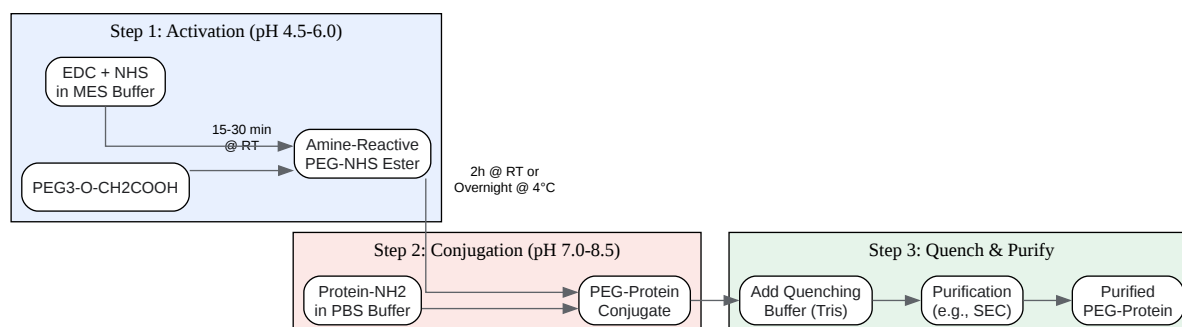 Step 1: Activation (pH 4.5-6.0)
EDC + NHS
in MES Buffer
15-30 min
@ RT
Amine-Reactive
PEG-NHS Ester
PEG3-O-CH2COOH
2h @ RT or
Overnight @ 4°C
Step 2: Conjugation (pH 7.0-8.5)
Protein-NH2
in PBS Buffer
PEG-Protein
Conjugate
Step 3: Quench & Purify
Add Quenching
Buffer (Tris)
Purification
(e.g., SEC)
Purified
PEG-Protein